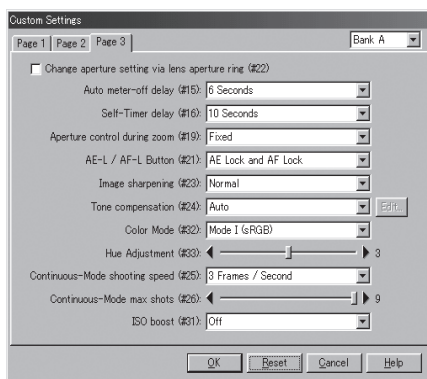 Custom Settings
Page 1 Page 2 Page 3 Bank A
Change aperture setting via lens aperture ring (#22)
Auto meter-off delay (#15): 6 Seconds
Self-Timer delay (#16): 10 Seconds
Aperture control during zoom (#19): Fixed
AE-L / AF-L Button (#21): AE Lock and AF Lock
Image sharpening (#23): Normal
Tone compensation (#24): Auto Edit...
Color Mode (#32): Mode I (sRGB)
Hue Adjustment (#33): 3
Continuous-Mode shooting speed (#25): 3 Frames / Second
Continuous-Mode max shots (#26): 9
ISO boost (#31): Off
OK Reset Cancel Help